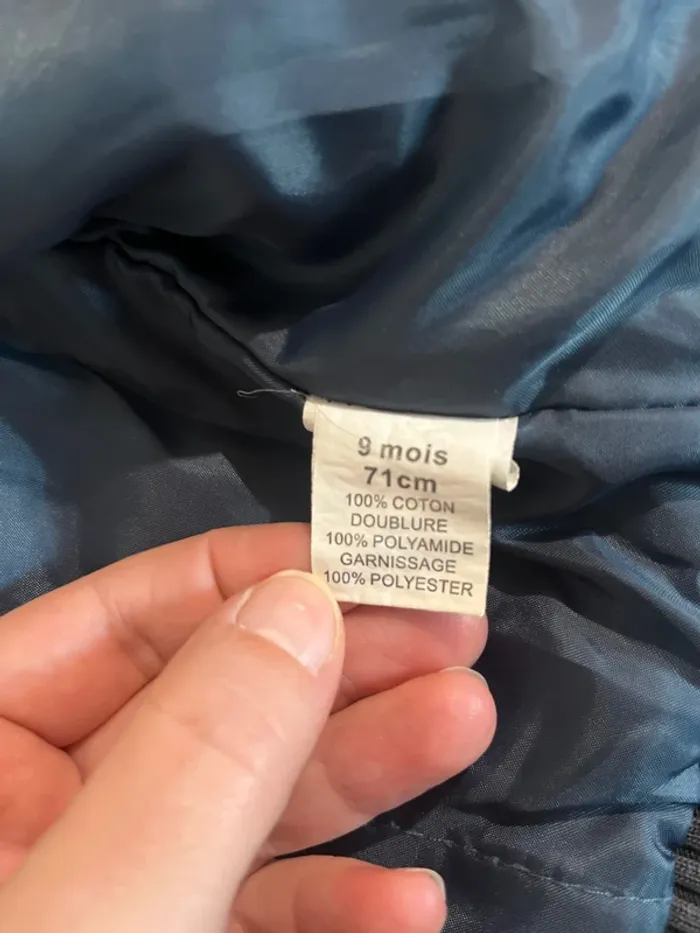 9 mois
71cm
100% COTON
DOUBLURE
100% POLYAMIDE
GARNISSAGE
100% POLYESTER